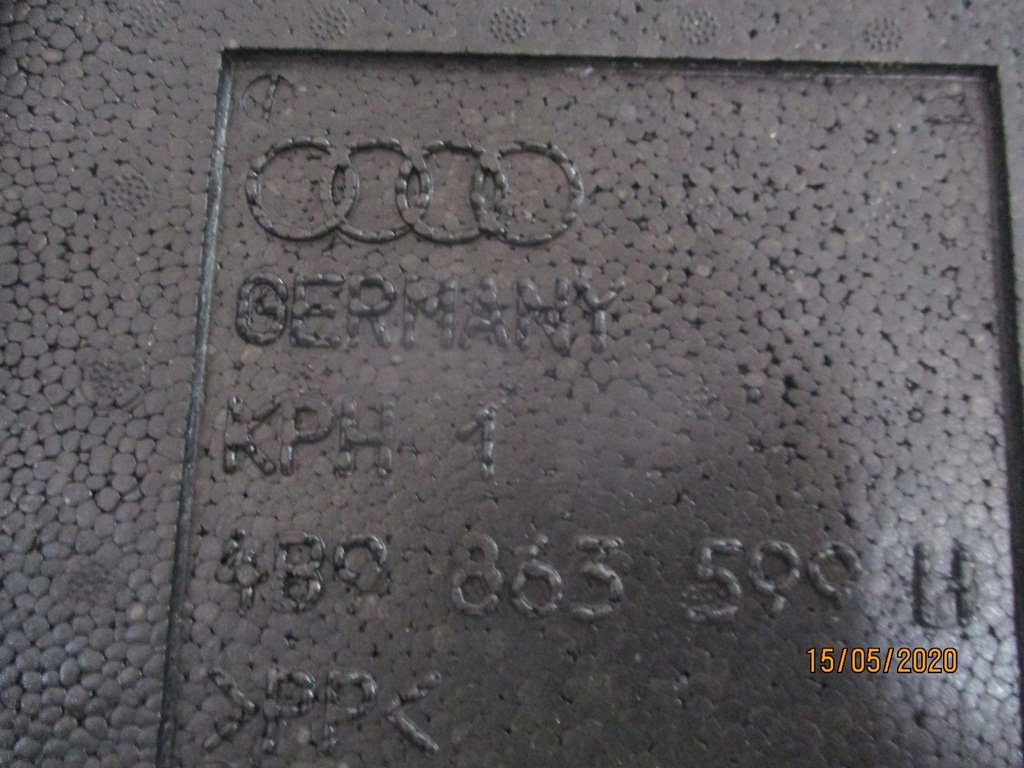 GERMANY
KPH 1
4B9 863 599 H
>PP<
15/05/2020